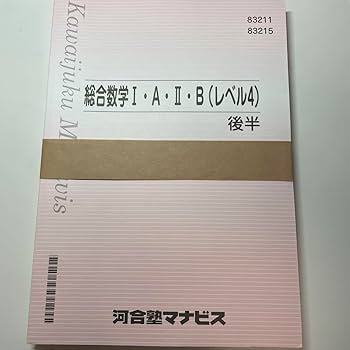 83211
83215
Kawaijuku M vis
総合数学Ⅰ・A・Ⅱ・B(レベル4)
後半
河合塾マナビス